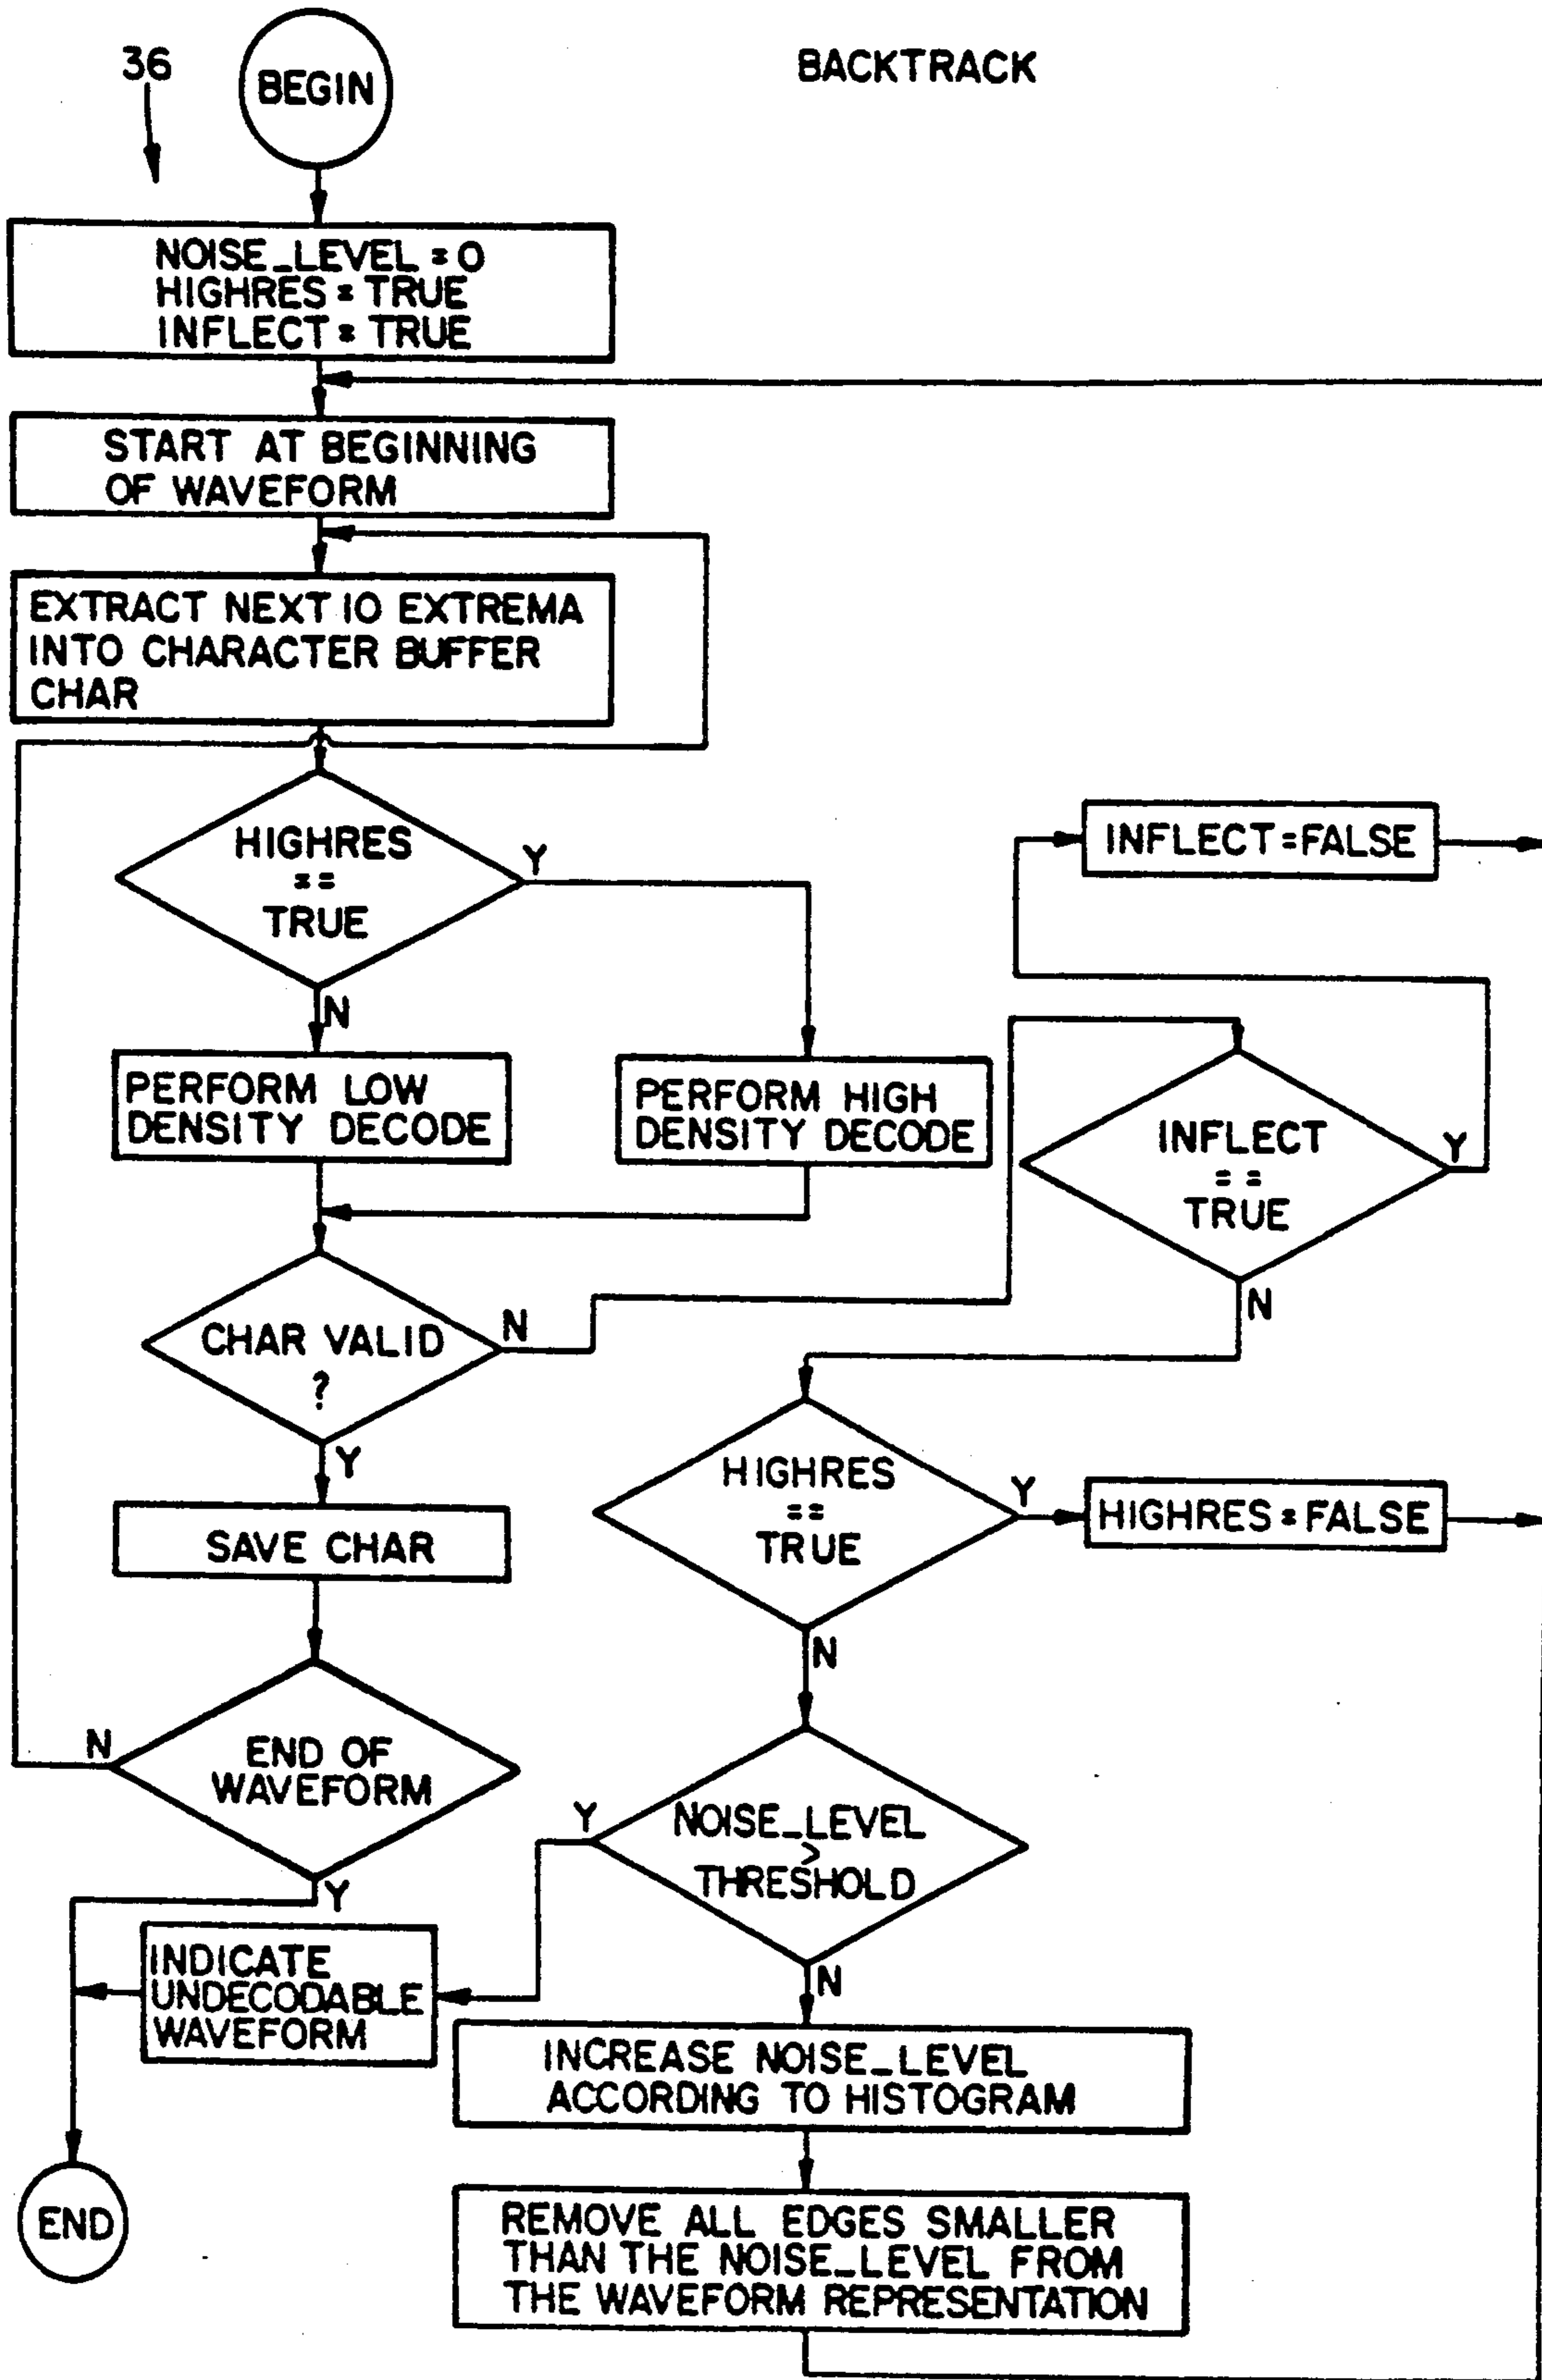 36
BEGIN
BACKTRACK
NOISE_LEVEL = 0
HIGHRES = TRUE
INFLECT = TRUE
START AT BEGINNING
OF WAVEFORM
EXTRACT NEXT 10 EXTREMA
INTO CHARACTER BUFFER
CHAR
HIGHRES
==
TRUE
Y
N
INFLECT = FALSE
PERFORM LOW
DENSITY DECODE
PERFORM HIGH
DENSITY DECODE
INFLECT
==
TRUE
Y
N
CHAR VALID
?
N
Y
HIGHRES
==
TRUE
Y
N
HIGHRES = FALSE
SAVE CHAR
END OF
WAVEFORM
N
Y
NOISE_LEVEL
>
THRESHOLD
Y
N
INDICATE
UNDECODABLE
WAVEFORM
INCREASE NOISE_LEVEL
ACCORDING TO HISTOGRAM
REMOVE ALL EDGES SMALLER
THAN THE NOISE_LEVEL FROM
THE WAVEFORM REPRESENTATION
END